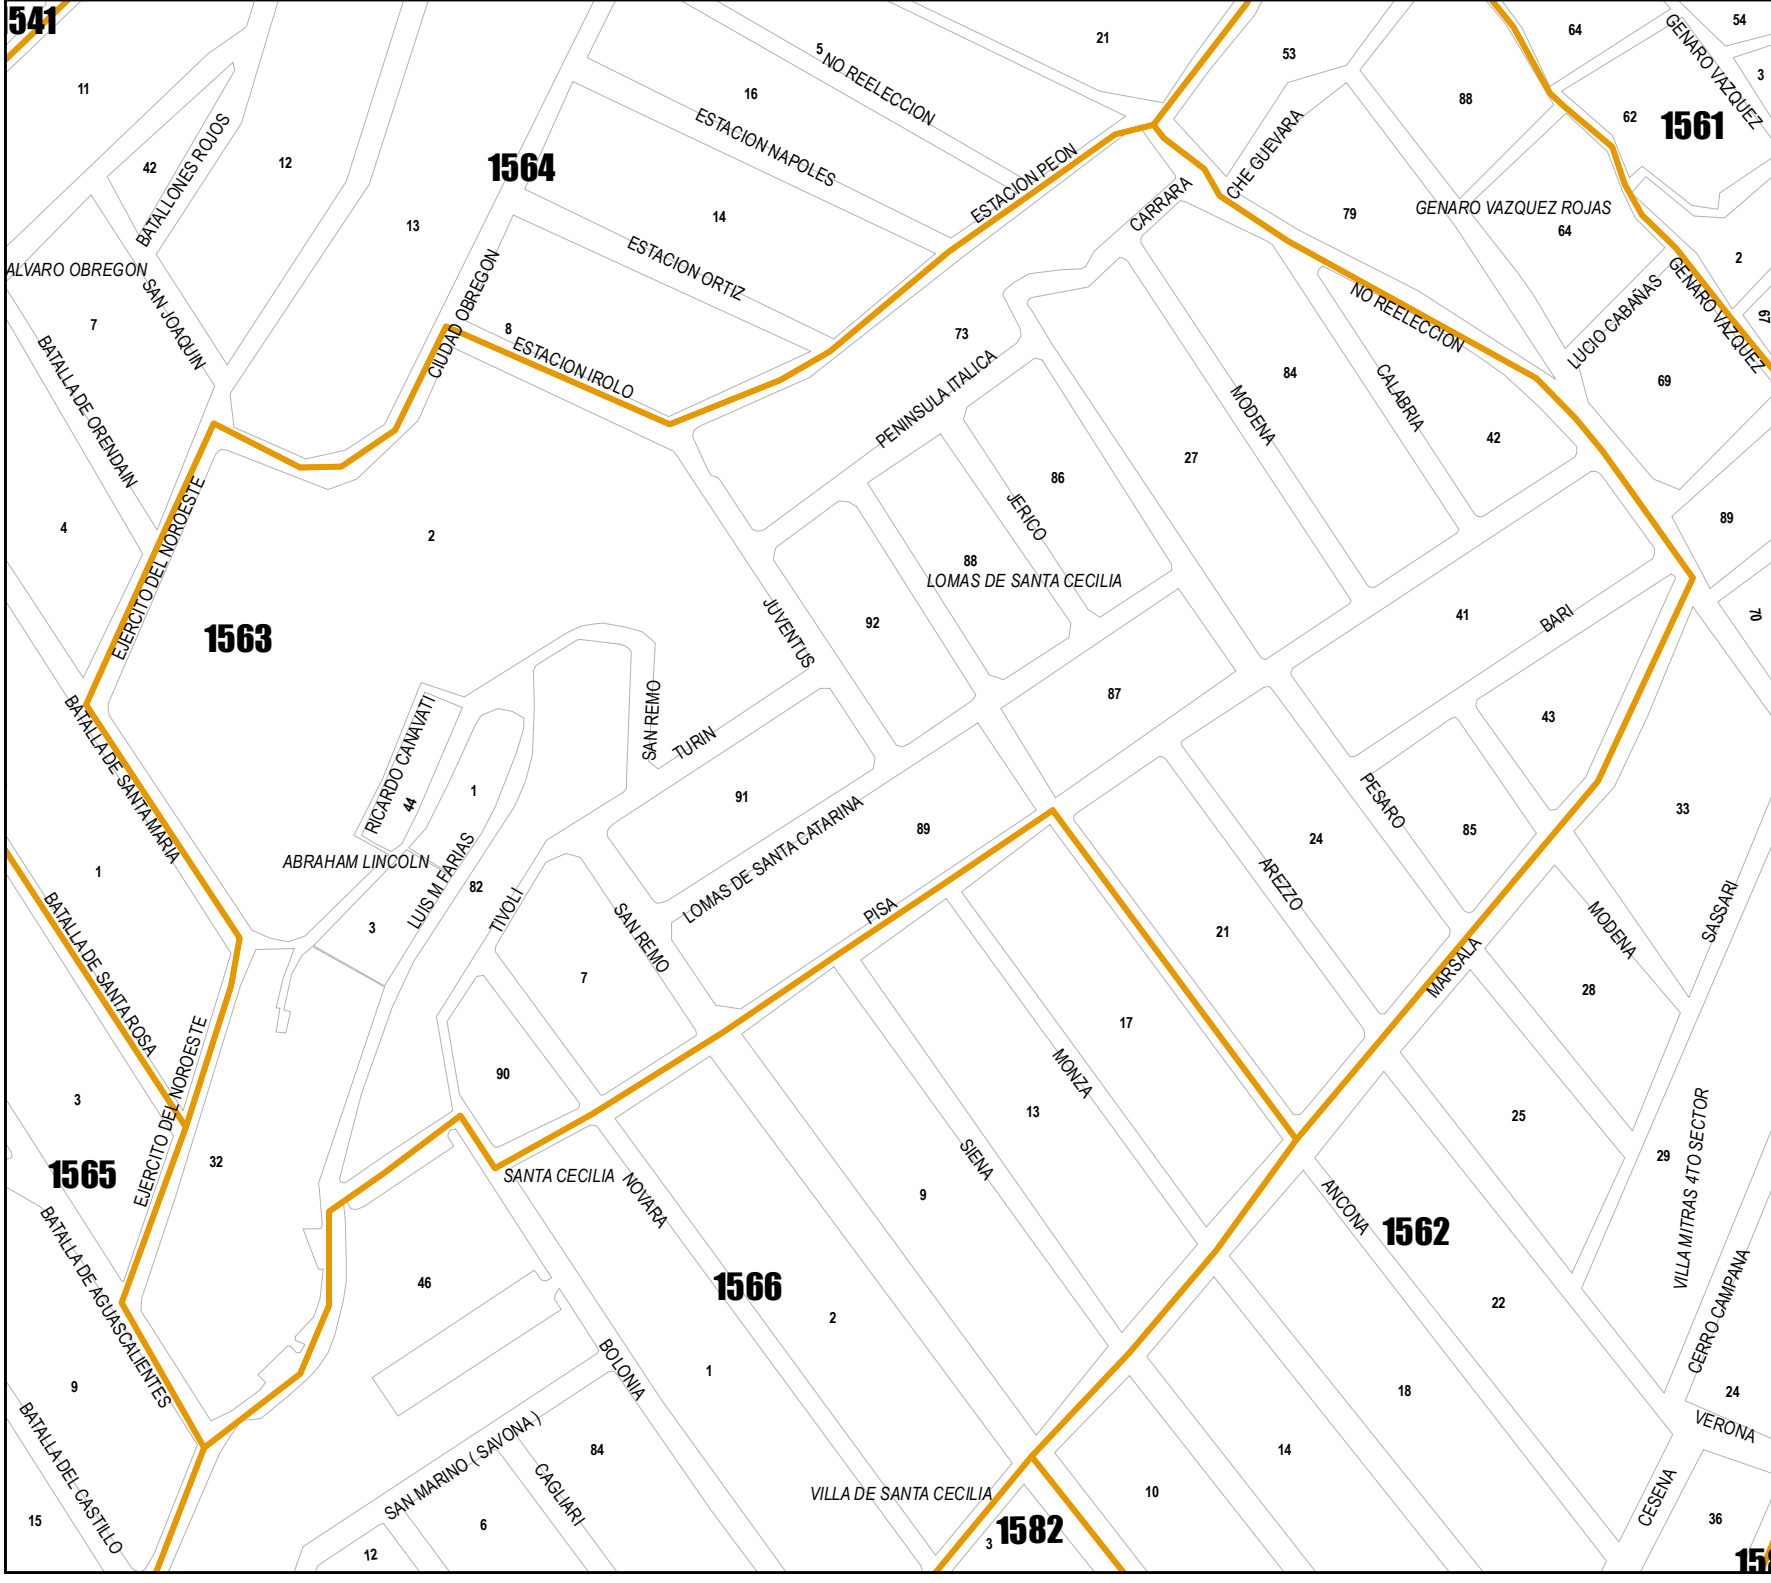 541
21
64
54
GENARO VAZQUEZ
5
NO REELECCION
53
3
11
16
88
62
1561
ESTACION NAPOLES
CHE GUEVARA
BATALLONES ROJOS
42
12
1564
ESTACION PEON
CARRARA
14
79
GENARO VAZQUEZ ROJAS
64
13
ESTACION ORTIZ
2
ALVARO OBREGON
SAN JOAQUIN
CIUDAD OBREGON
GENARO VAZQUEZ
NO REELECCION
LUCIO CABAÑAS
67
7
8
73
BATALLA DE ORENDAIN
ESTACION IROLO
PENINSULA ITALICA
84
MODENA
CALABRIA
69
42
27
86
JERICO
4
EJERCITO DEL NOROESTE
2
89
88
LOMAS DE SANTA CECILIA
JUVENTUS
92
41
BARI
70
1563
SAN REMO
87
BATALLA DE SANTA MARIA
RICARDO CANAVATI
43
TURIN
44
1
91
PESARO
LOMAS DE SANTA CATARINA
89
85
33
24
ABRAHAM LINCOLN
LUIS M FARIAS
1
82
AREZZO
BATALLA DE SANTA ROSA
TIVOLI
SAN REMO
PISA
MODENA
SASSARI
3
21
MARSALA
7
28
17
EJERCITO DEL NOROESTE
90
MONZA
3
13
25
VILLA MITRAS 4TO SECTOR
32
1565
SANTA CECILIA
SIENA
29
NOVARA
9
ANCONA
1562
BATALLA DE AGUASCALIENTES
46
1566
CERRO CAMPANA
22
2
BOLONIA
1
9
18
24
BATALLA DEL CASTILLO
VERONA
SAN MARINO ( SAVONA )
84
14
CAGLIARI
VILLA DE SANTA CECILIA
10
CESENA
15
6
1582
3
36
12